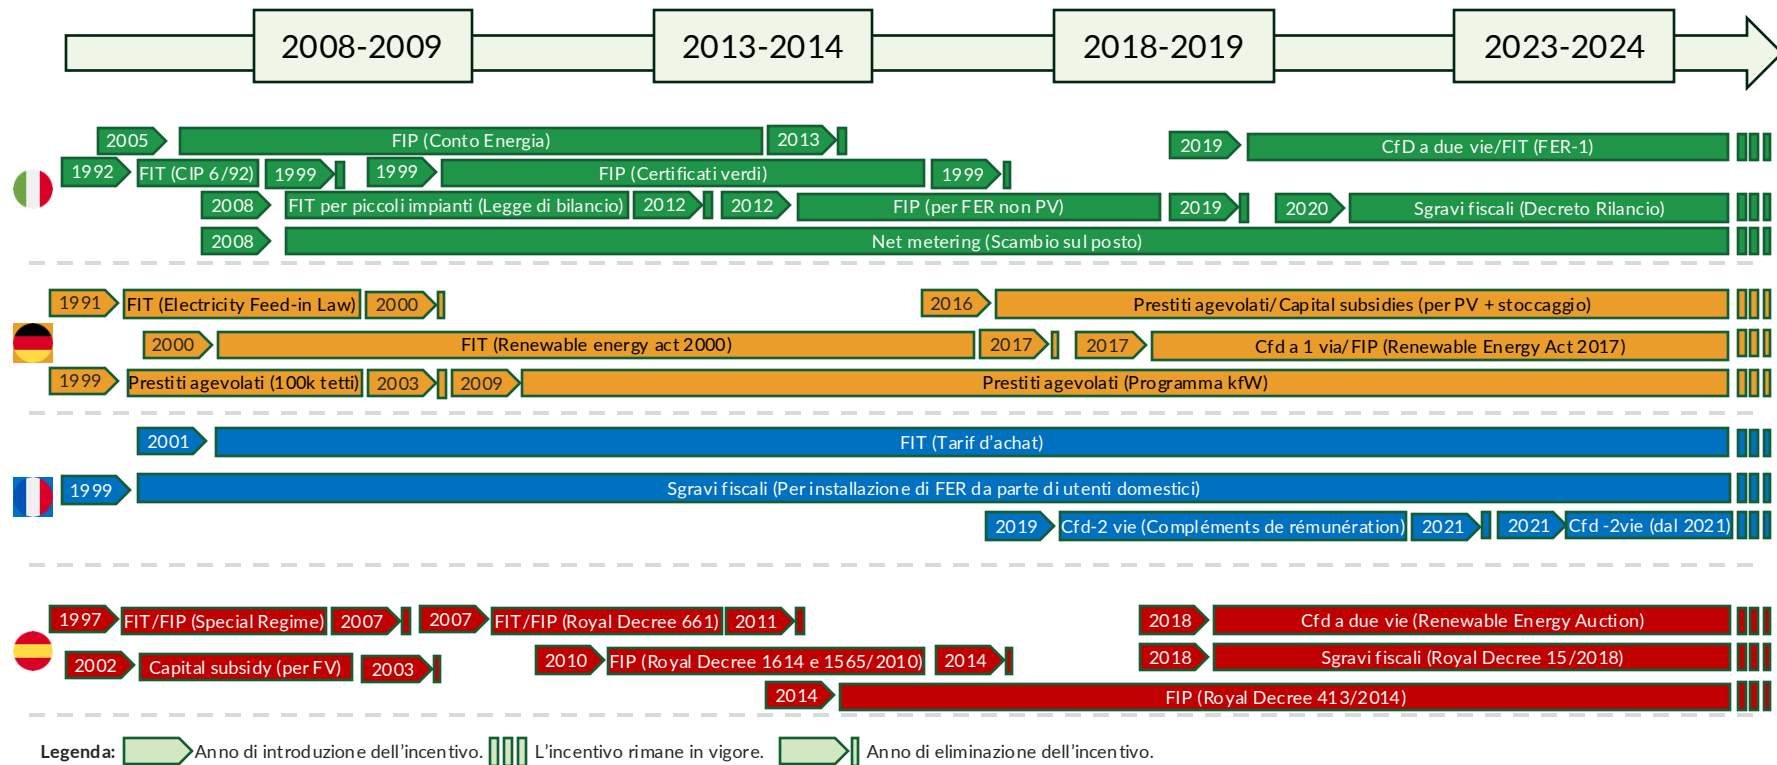 2008-2009 2013-2014 2018-2019 2023-2024
2005 FIP (Conto Energia) 2013 2019 CfD a due vie/FIT (FER-1)
1992 FIT (CIP 6/92) 1999 1999 FIP (Certificati verdi) 1999
2008 FIT per piccoli impianti (Legge di bilancio) 2012 2012 FIP (per FER non PV) 2019 2020 Sgravi fiscali (Decreto Rilancio)
2008 Net metering (Scambio sul posto)
1991 FIT (Electricity Feed-in Law) 2000 2016 Prestiti agevolati/Capital subsidies (per PV + stoccaggio)
2000 FIT (Renewable energy act 2000) 2017 2017 Cfd a 1 via/FIP (Renewable Energy Act 2017)
1999 Prestiti agevolati (100k tetti) 2003 2009 Prestiti agevolati (Programma kfW)
2001 FIT (Tarif d'achat)
1999 Sgravi fiscali (Per installazione di FER da parte di utenti domestici)
2019 Cfd-2 vie (Compléments de rémunération) 2021 2021 Cfd -2vie (dal 2021)
1997 FIT/FIP (Special Regime) 2007 2007 FIT/FIP (Royal Decree 661) 2011 2018 Cfd a due vie (Renewable Energy Auction)
2002 Capital subsidy (per FV) 2003 2010 FIP (Royal Decree 1614 e 1565/2010) 2014 2018 Sgravi fiscali (Royal Decree 15/2018)
2014 FIP (Royal Decree 413/2014)
Legenda: Anno di introduzione dell'incentivo. L'incentivo rimane in vigore. Anno di eliminazione dell'incentivo.